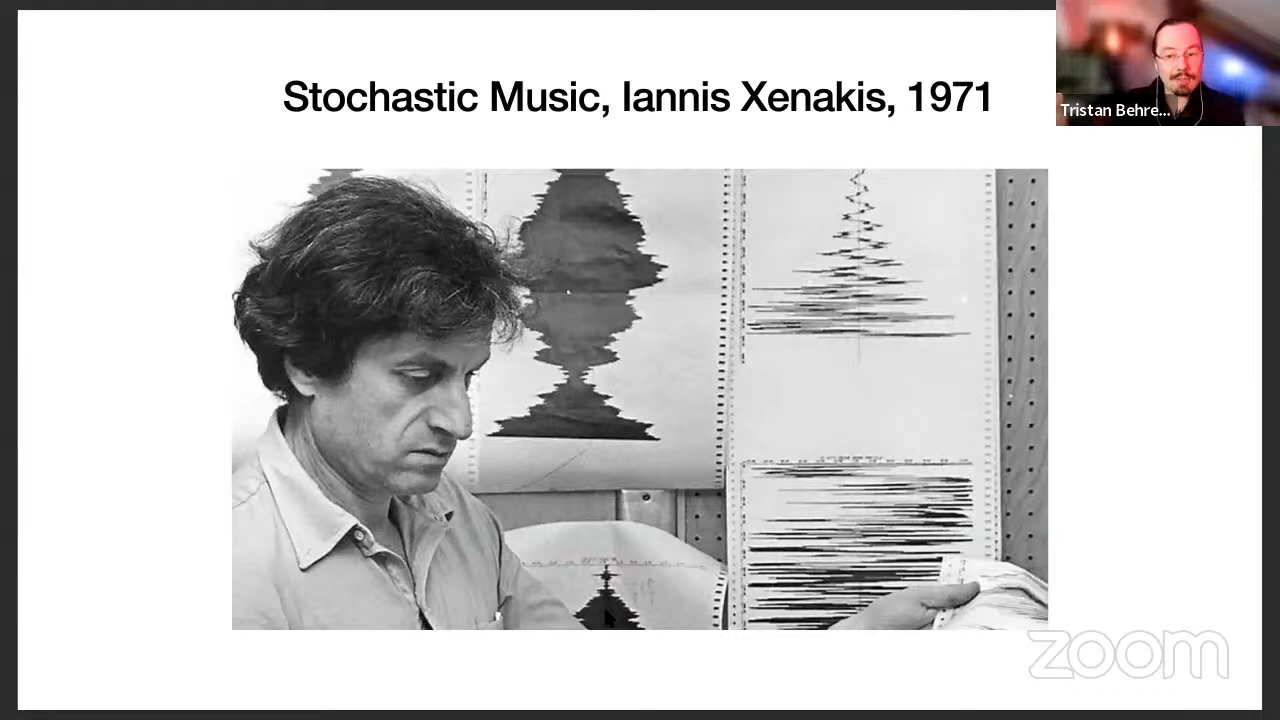 Stochastic Music, Iannis Xenakis, 1971
Tristan Behre...
zoom